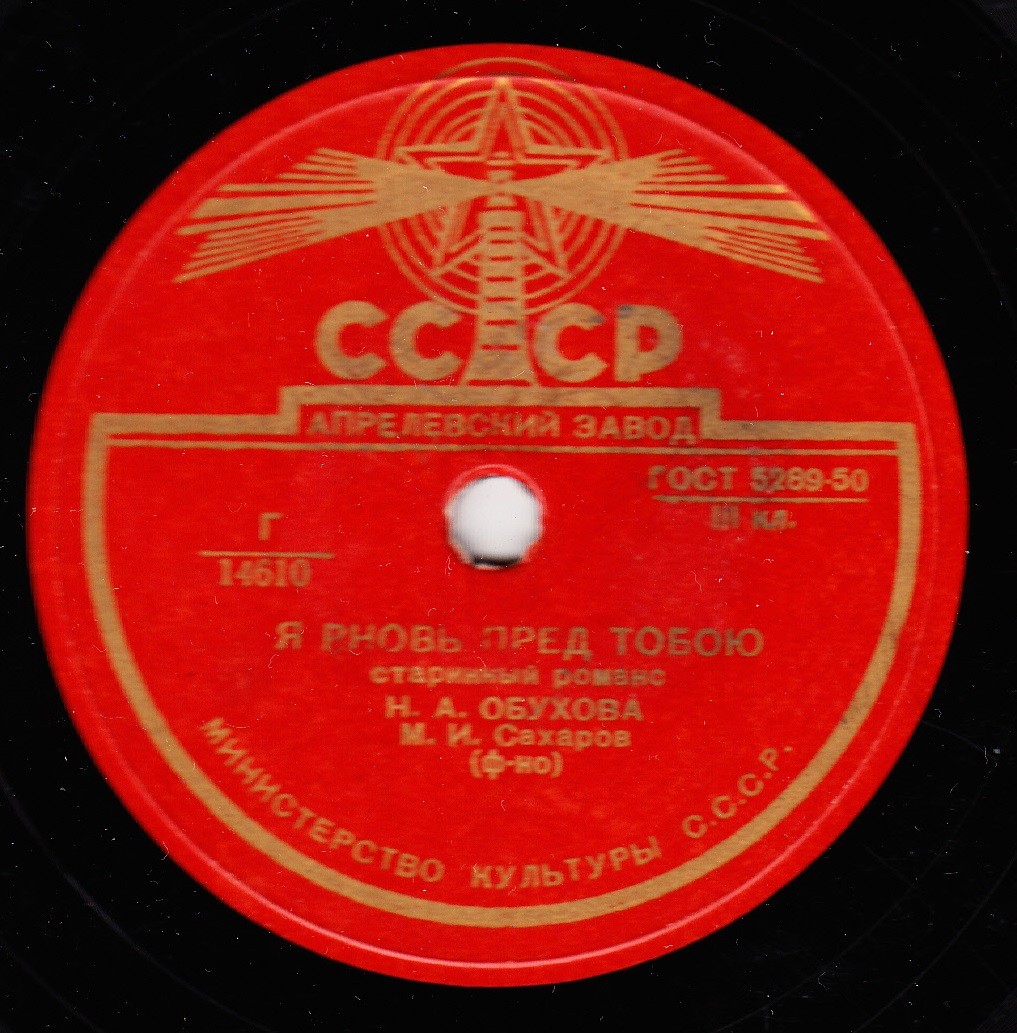 СССР
АПРЕЛЕВСКИЙ ЗАВОД
ГОСТ 5289-50
III кл.
Г
14610
Я ВНОВЬ ПРЕД ТОБОЮ
старинный романс
Н. А. ОБУХОВА
М. И. Сахаров
(ф-но)
МИНИСТЕРСТВО КУЛЬТУРЫ С.С.С.Р.